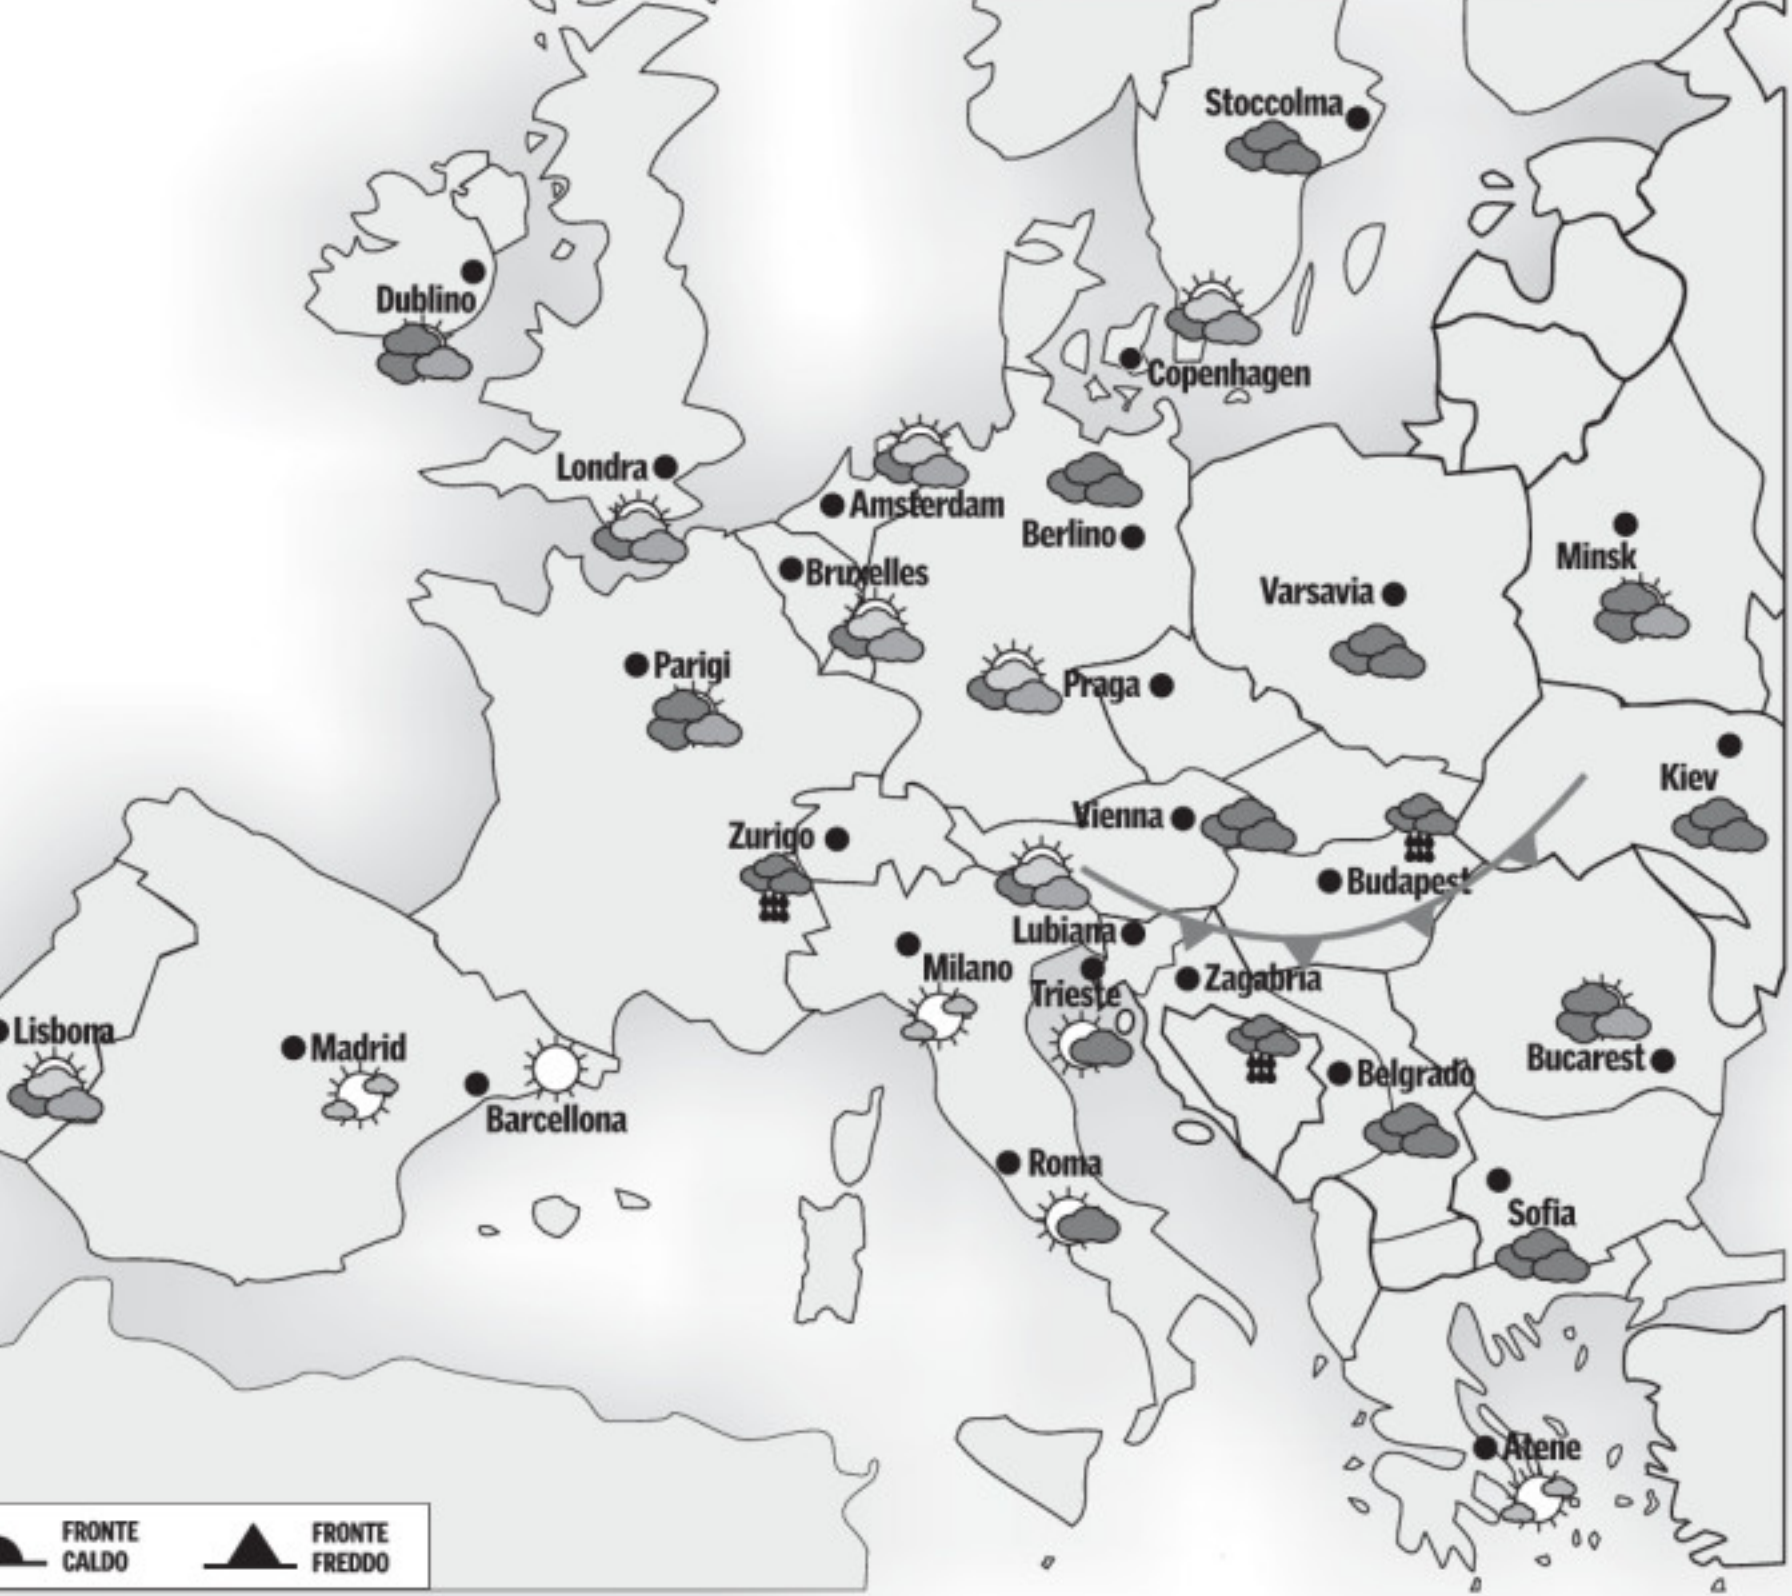 Stoccolma
Dublino
Copenhagen
Londra
Amsterdam
Berlino
Minsk
Bruxelles
Varsavia
Parigi
Praga
Kiev
Vienna
Zurigo
Budapest
Lubiana
Milano
Zagabria
Trieste
Lisbona
Madrid
Bucarest
Belgrado
Barcellona
Roma
Sofia
Atene
FRONTE
CALDO
FRONTE
FREDDO